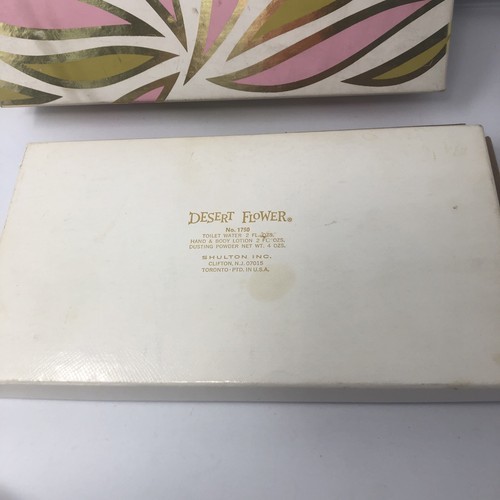 DESERT FLOWER®
No. 1798
TOILET WATER 2 FL. OZS.
HAND & BODY LOTION 2 FL. OZS.
DUSTING POWDER NET WT. 4 OZS.
SHULTON INC.
CLIFTON, N.J. 07015
TORONTO-PTD. IN U.S.A.